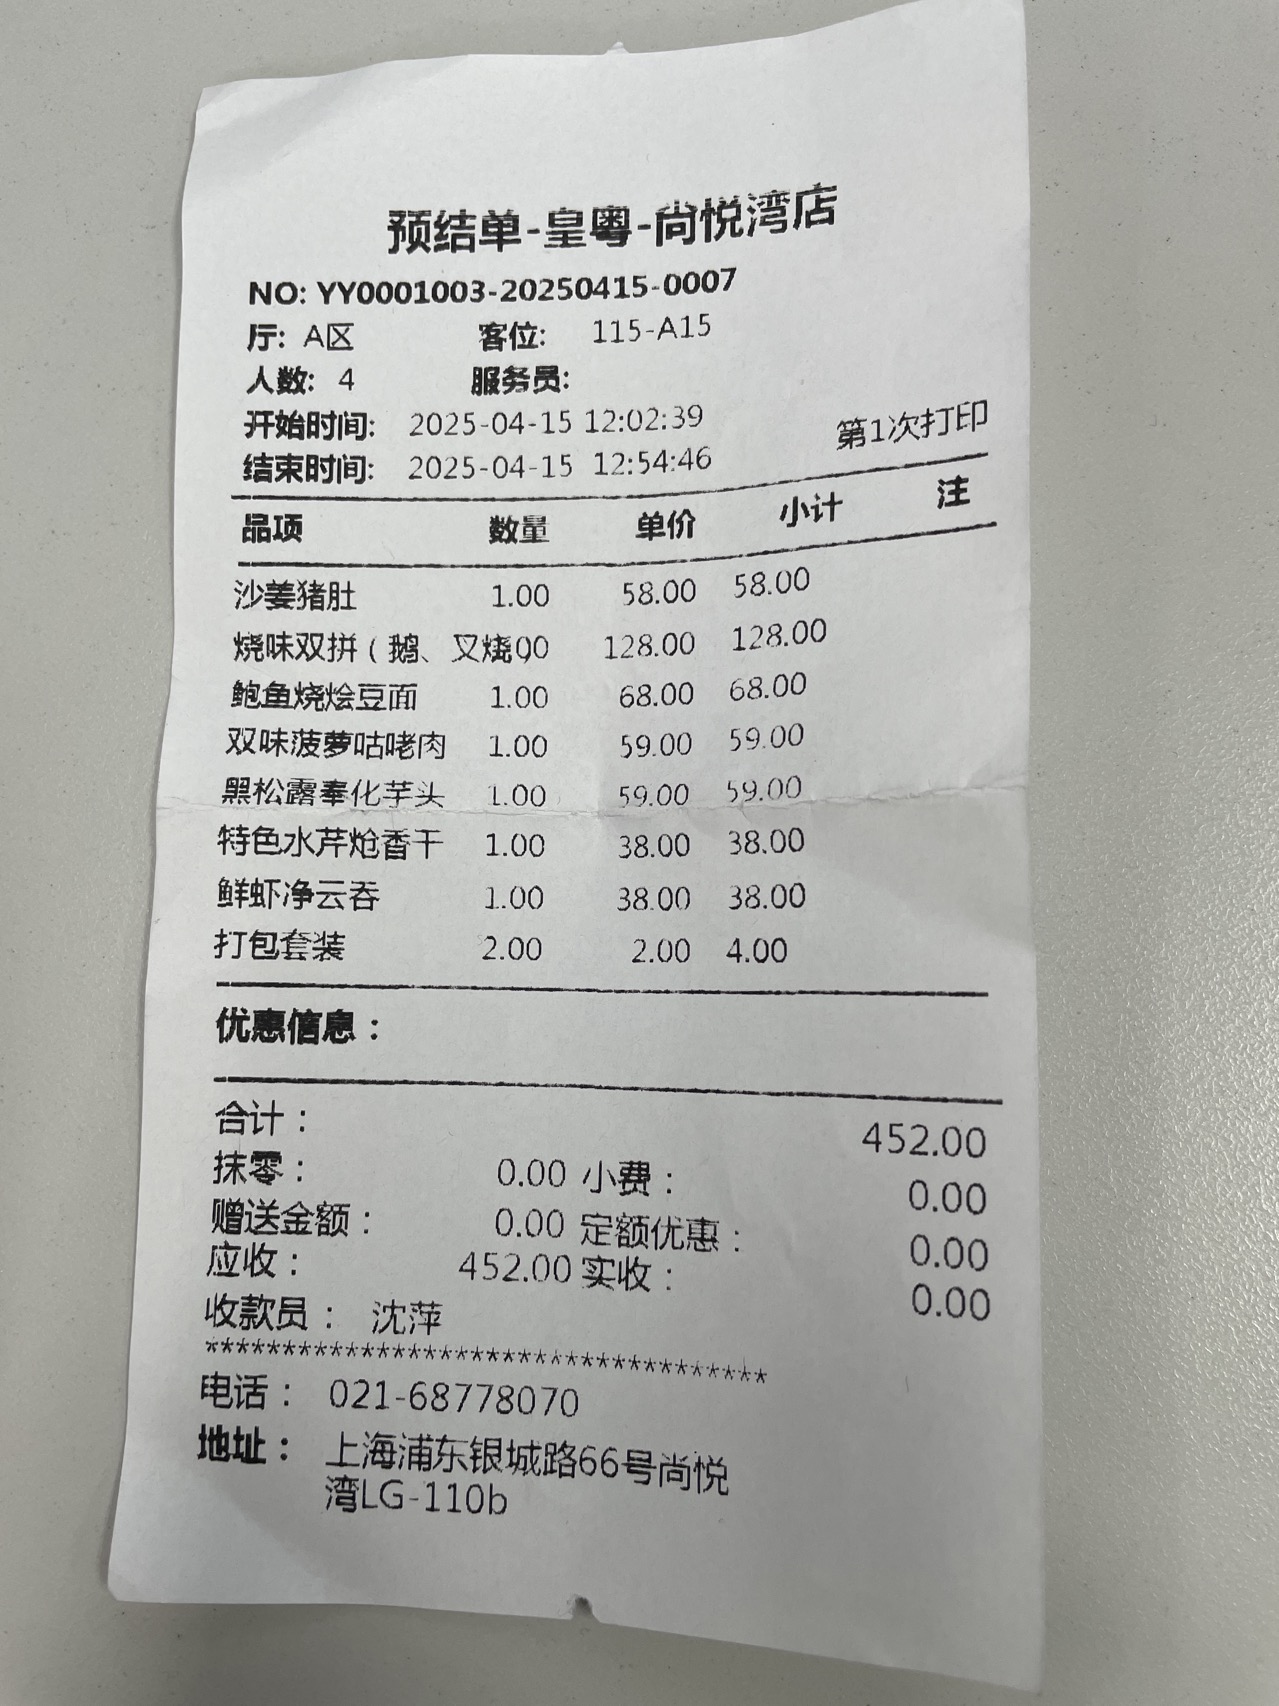 预结单-皇粤-尚悦湾店
NO: YY0001003-20250415-0007
厅: A区 客位: 115-A15
人数: 4 服务员:
开始时间: 2025-04-15 12:02:39
第1次打印
结束时间: 2025-04-15 12:54:46
品项 数量 单价 小计 注
沙姜猪肚 1.00 58.00 58.00
烧味双拼（鹅、叉烧00 128.00 128.00
鲍鱼烧烩豆面 1.00 68.00 68.00
双味菠萝咕咾肉 1.00 59.00 59.00
黑松露奉化芋头 1.00 59.00 59.00
特色水芹炝香干 1.00 38.00 38.00
鲜虾净云吞 1.00 38.00 38.00
打包套装 2.00 2.00 4.00
优惠信息：
合计： 452.00
抹零： 0.00 小费： 0.00
赠送金额： 0.00 定额优惠： 0.00
应收： 452.00 实收： 0.00
收款员： 沈萍
************************************
电话： 021-68778070
地址： 上海浦东银城路66号尚悦
湾LG-110b